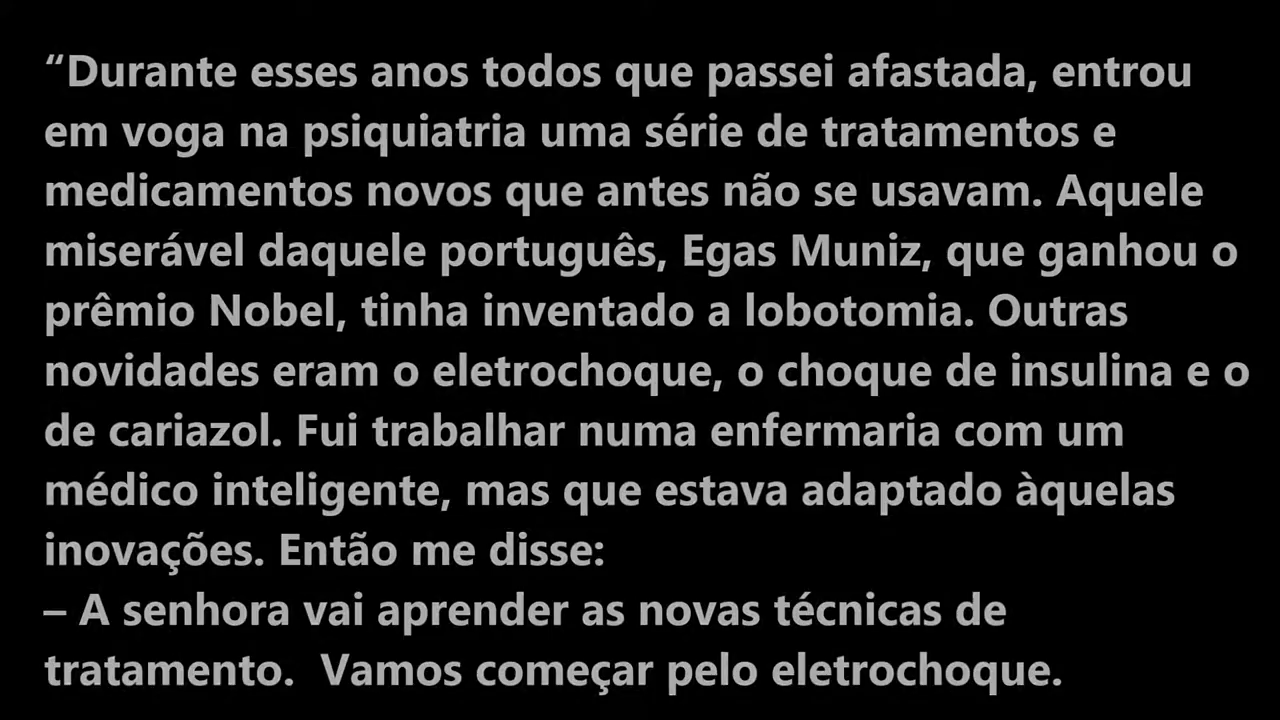 “Durante esses anos todos que passei afastada, entrou
em voga na psiquiatria uma série de tratamentos e
medicamentos novos que antes não se usavam. Aquele
miserável daquele português, Egas Muniz, que ganhou o
prêmio Nobel, tinha inventado a lobotomia. Outras
novidades eram o eletrochoque, o choque de insulina e o
de cariazol. Fui trabalhar numa enfermaria com um
médico inteligente, mas que estava adaptado àquelas
inovações. Então me disse:
– A senhora vai aprender as novas técnicas de
tratamento.  Vamos começar pelo eletrochoque.